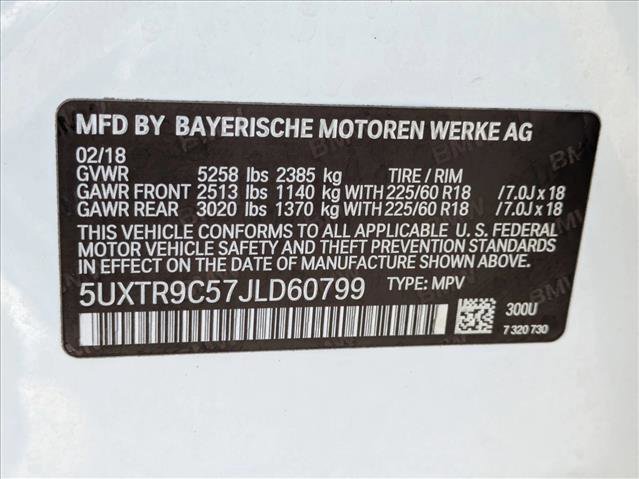 MFD BY BAYERISCHE MOTOREN WERKE AG
02/18
GVWR 5258 lbs 2385 kg TIRE / RIM
GAWR FRONT 2513 lbs 1140 kg WITH 225/60 R18 /7.0J x 18
GAWR REAR 3020 lbs 1370 kg WITH 225/60 R18 /7.0J x 18
THIS VEHICLE CONFORMS TO ALL APPLICABLE U. S. FEDERAL
MOTOR VEHICLE SAFETY AND THEFT PREVENTION STANDARDS
IN EFFECT ON THE DATE OF MANUFACTURE SHOWN ABOVE.
5UXTR9C57JLD60799 TYPE: MPV
300U
7 320 730